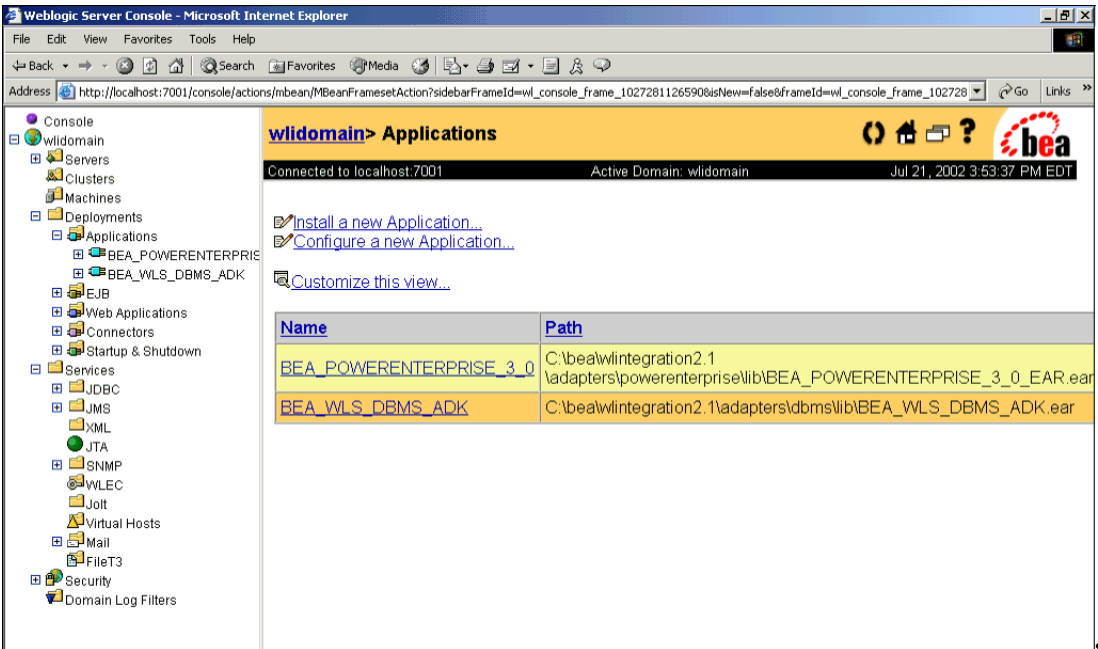 Weblogic Server Console - Microsoft Internet Explorer
File Edit View Favorites Tools Help
Back Search Favorites Media
Address http://localhost:7001/console/actions/mbean/MBeanFramesetAction?sidebarFrameId=wl_console_frame_1027281126590&isNew=false&frameId=wl_console_frame_102728 Go Links »
Console
wlidomain
Servers
Clusters
Machines
Deployments
Applications
BEA_POWERENTERPRIS
BEA_WLS_DBMS_ADK
EJB
Web Applications
Connectors
Startup & Shutdown
Services
JDBC
JMS
XML
JTA
SNMP
WLEC
Jolt
Virtual Hosts
Mail
FileT3
Security
Domain Log Filters
wlidomain> Applications
? bea
Connected to localhost:7001 Active Domain: wlidomain Jul 21, 2002 3:53:37 PM EDT
Install a new Application...
Configure a new Application...
Customize this view...
Name Path
BEA_POWERENTERPRISE_3_0 C:\bea\wlintegration2.1
\adapters\powerenterprise\lib\BEA_POWERENTERPRISE_3_0_EAR.ear
BEA_WLS_DBMS_ADK C:\bea\wlintegration2.1\adapters\dbms\lib\BEA_WLS_DBMS_ADK.ear